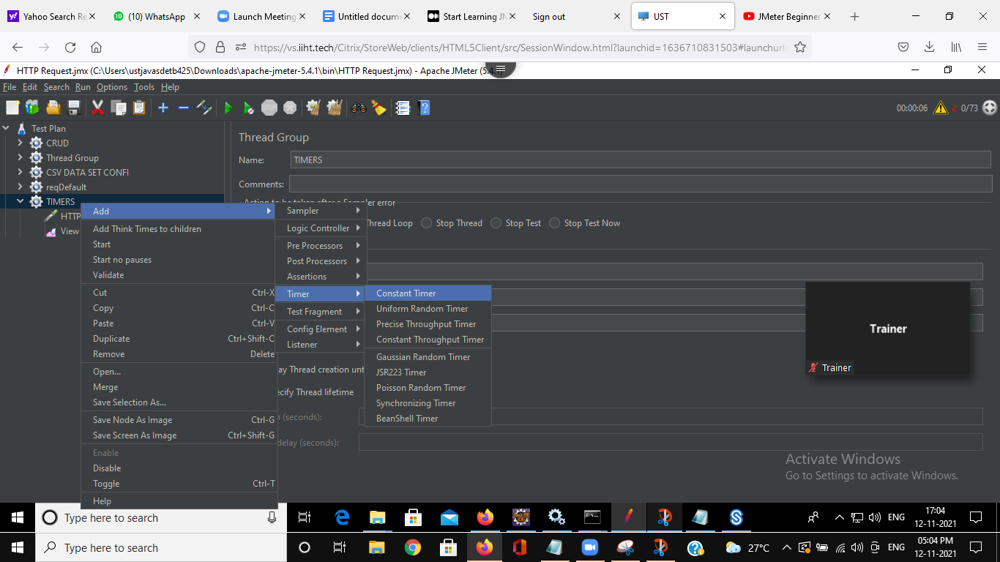 Yahoo Search Re
(10) WhatsApp
Launch Meeting
Untitled docume
Start Learning JM
Sign out
UST
JMeter Beginner
https://vs.iiht.tech/Citrix/StoreWeb/clients/HTML5Client/src/SessionWindow.html?launchid=1636710831503#launchurl=
HTTP Request.jmx (C:\Users\ustjavasdetb425\Downloads\apache-jmeter-5.4.1\bin\HTTP Request.jmx) - Apache JMeter (5.4.1)
File Edit Search Run Options Tools Help
STOP
00:00:06 2 0/73
Test Plan
CRUD
Thread Group
CSV DATA SET CONFI
reqDefault
TIMERS
HTTP
View
Thread Group
Name: TIMERS
Comments:
Action to be taken after a Sampler error
Thread Loop Stop Thread Stop Test Stop Test Now
Add
Add Think Times to children
Start
Start no pauses
Validate
Cut Ctrl-X
Copy Ctrl-C
Paste Ctrl-V
Duplicate Ctrl+Shift-C
Remove Delete
Open...
Merge
Save Selection As...
Save Node As Image Ctrl-G
Save Screen As Image Ctrl+Shift-G
Enable
Disable
Toggle Ctrl-T
Help
Sampler
Logic Controller
Pre Processors
Post Processors
Assertions
Timer
Test Fragment
Config Element
Listener
Constant Timer
Uniform Random Timer
Precise Throughput Timer
Constant Throughput Timer
Gaussian Random Timer
JSR223 Timer
Poisson Random Timer
Synchronizing Timer
BeanShell Timer
ay Thread creation unt
ecify Thread lifetime
n (seconds):
delay (seconds):
Trainer
Trainer
Activate Windows
Go to Settings to activate Windows.
Type here to search
ENG
17:04
12-11-2021
Type here to search
27°C
ENG
05:04 PM
12-11-2021